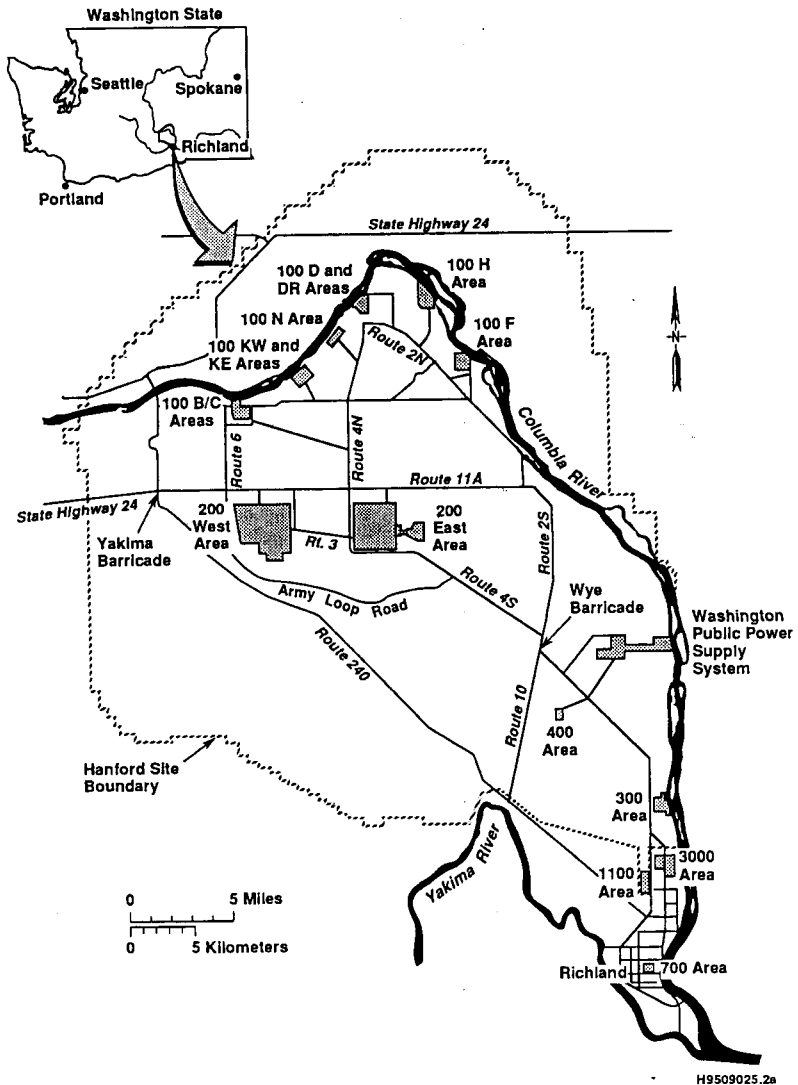 Washington State
Seattle
Spokane
Richland
Portland
State Highway 24
100 D and
DR Areas
100 H
Area
100 N Area
100 F
Area
Route 2N
100 KW and
KE Areas
N
100 B/C
Areas
Route 6
Route 4N
Columbia River
Route 11A
State Highway 24
200
West
Area
200
East
Area
Rt. 3
Route 2S
Yakima
Barricade
Army Loop Road
Route 4S
Wye
Barricade
Washington
Public Power
Supply
System
Route 240
Route 10
400
Area
Hanford Site
Boundary
300
Area
Yakima River
1100
Area
3000
Area
0 5 Miles
0 5 Kilometers
Richland
700 Area
H9509025.2a